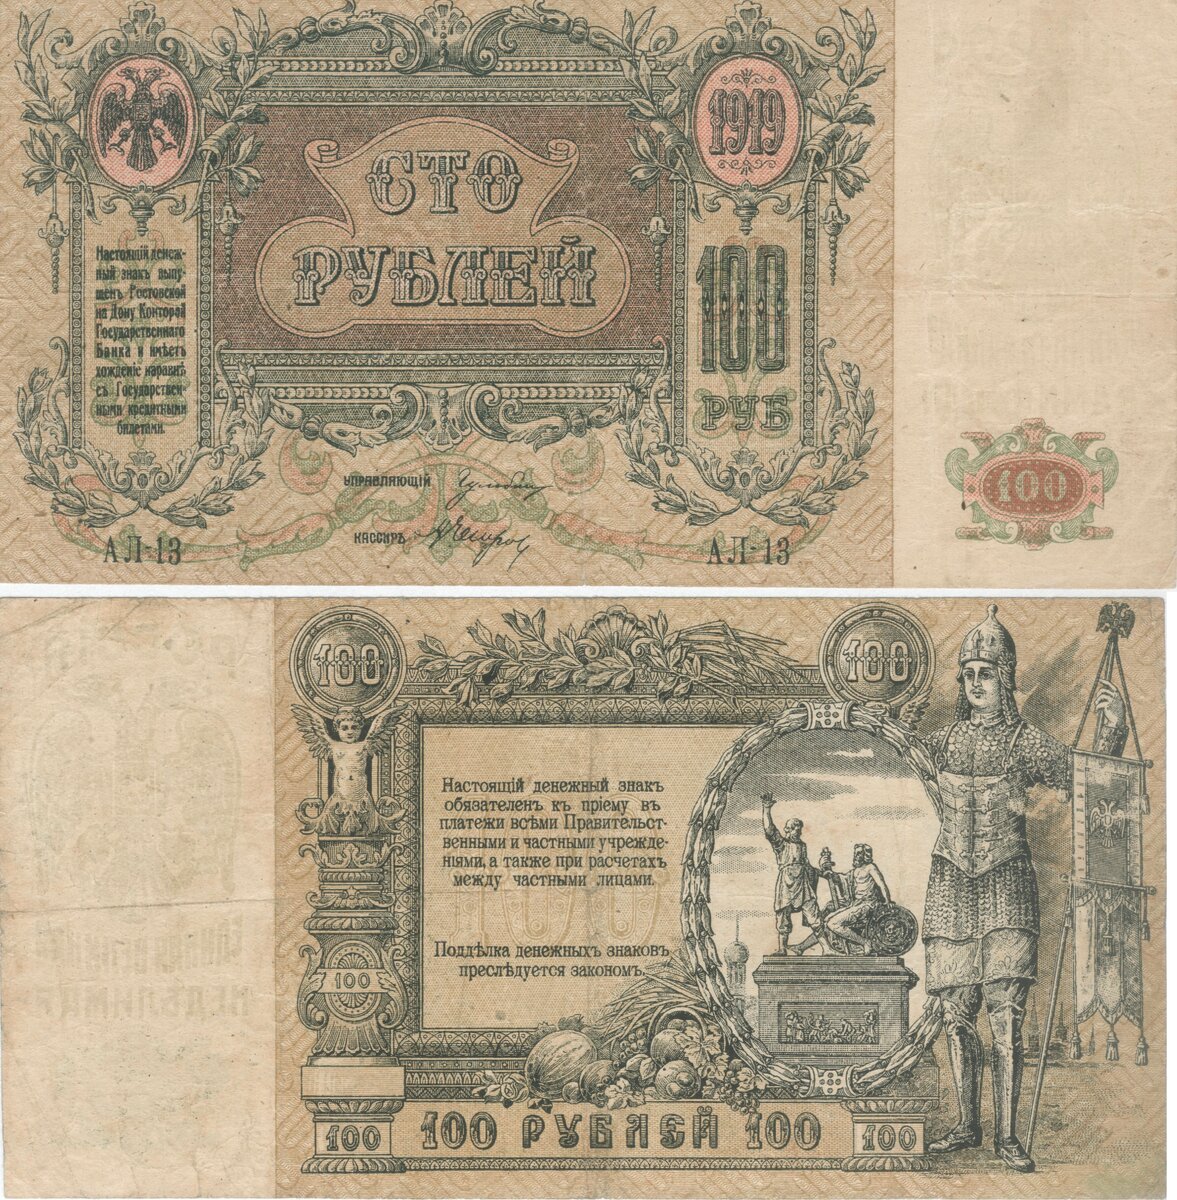 1919
СТО
РУБЛЕЙ
Настоящій денеж-
ный знакъ выпу-
щенъ Ростовской
на Дону Конторой
Государственнаго
Банка и имѣетъ
хожденіе наравнѣ
съ Государствен-
ными кредитными
билетами.
100
РУБ
100
УПРАВЛЯЮЩІЙ
КАССИРЪ
АЛ-13
АЛ-13
100
100
Настоящій денежный знакъ
обязателен къ пріему въ
платежи всѣми Правительст-
венными и частными учрежде-
ніями, а также при расчетахъ
между частными лицами.
Поддѣлка денежныхъ знаковъ
преслѣдуется закономъ.
100
100
100 РУБЛЕЙ 100
100